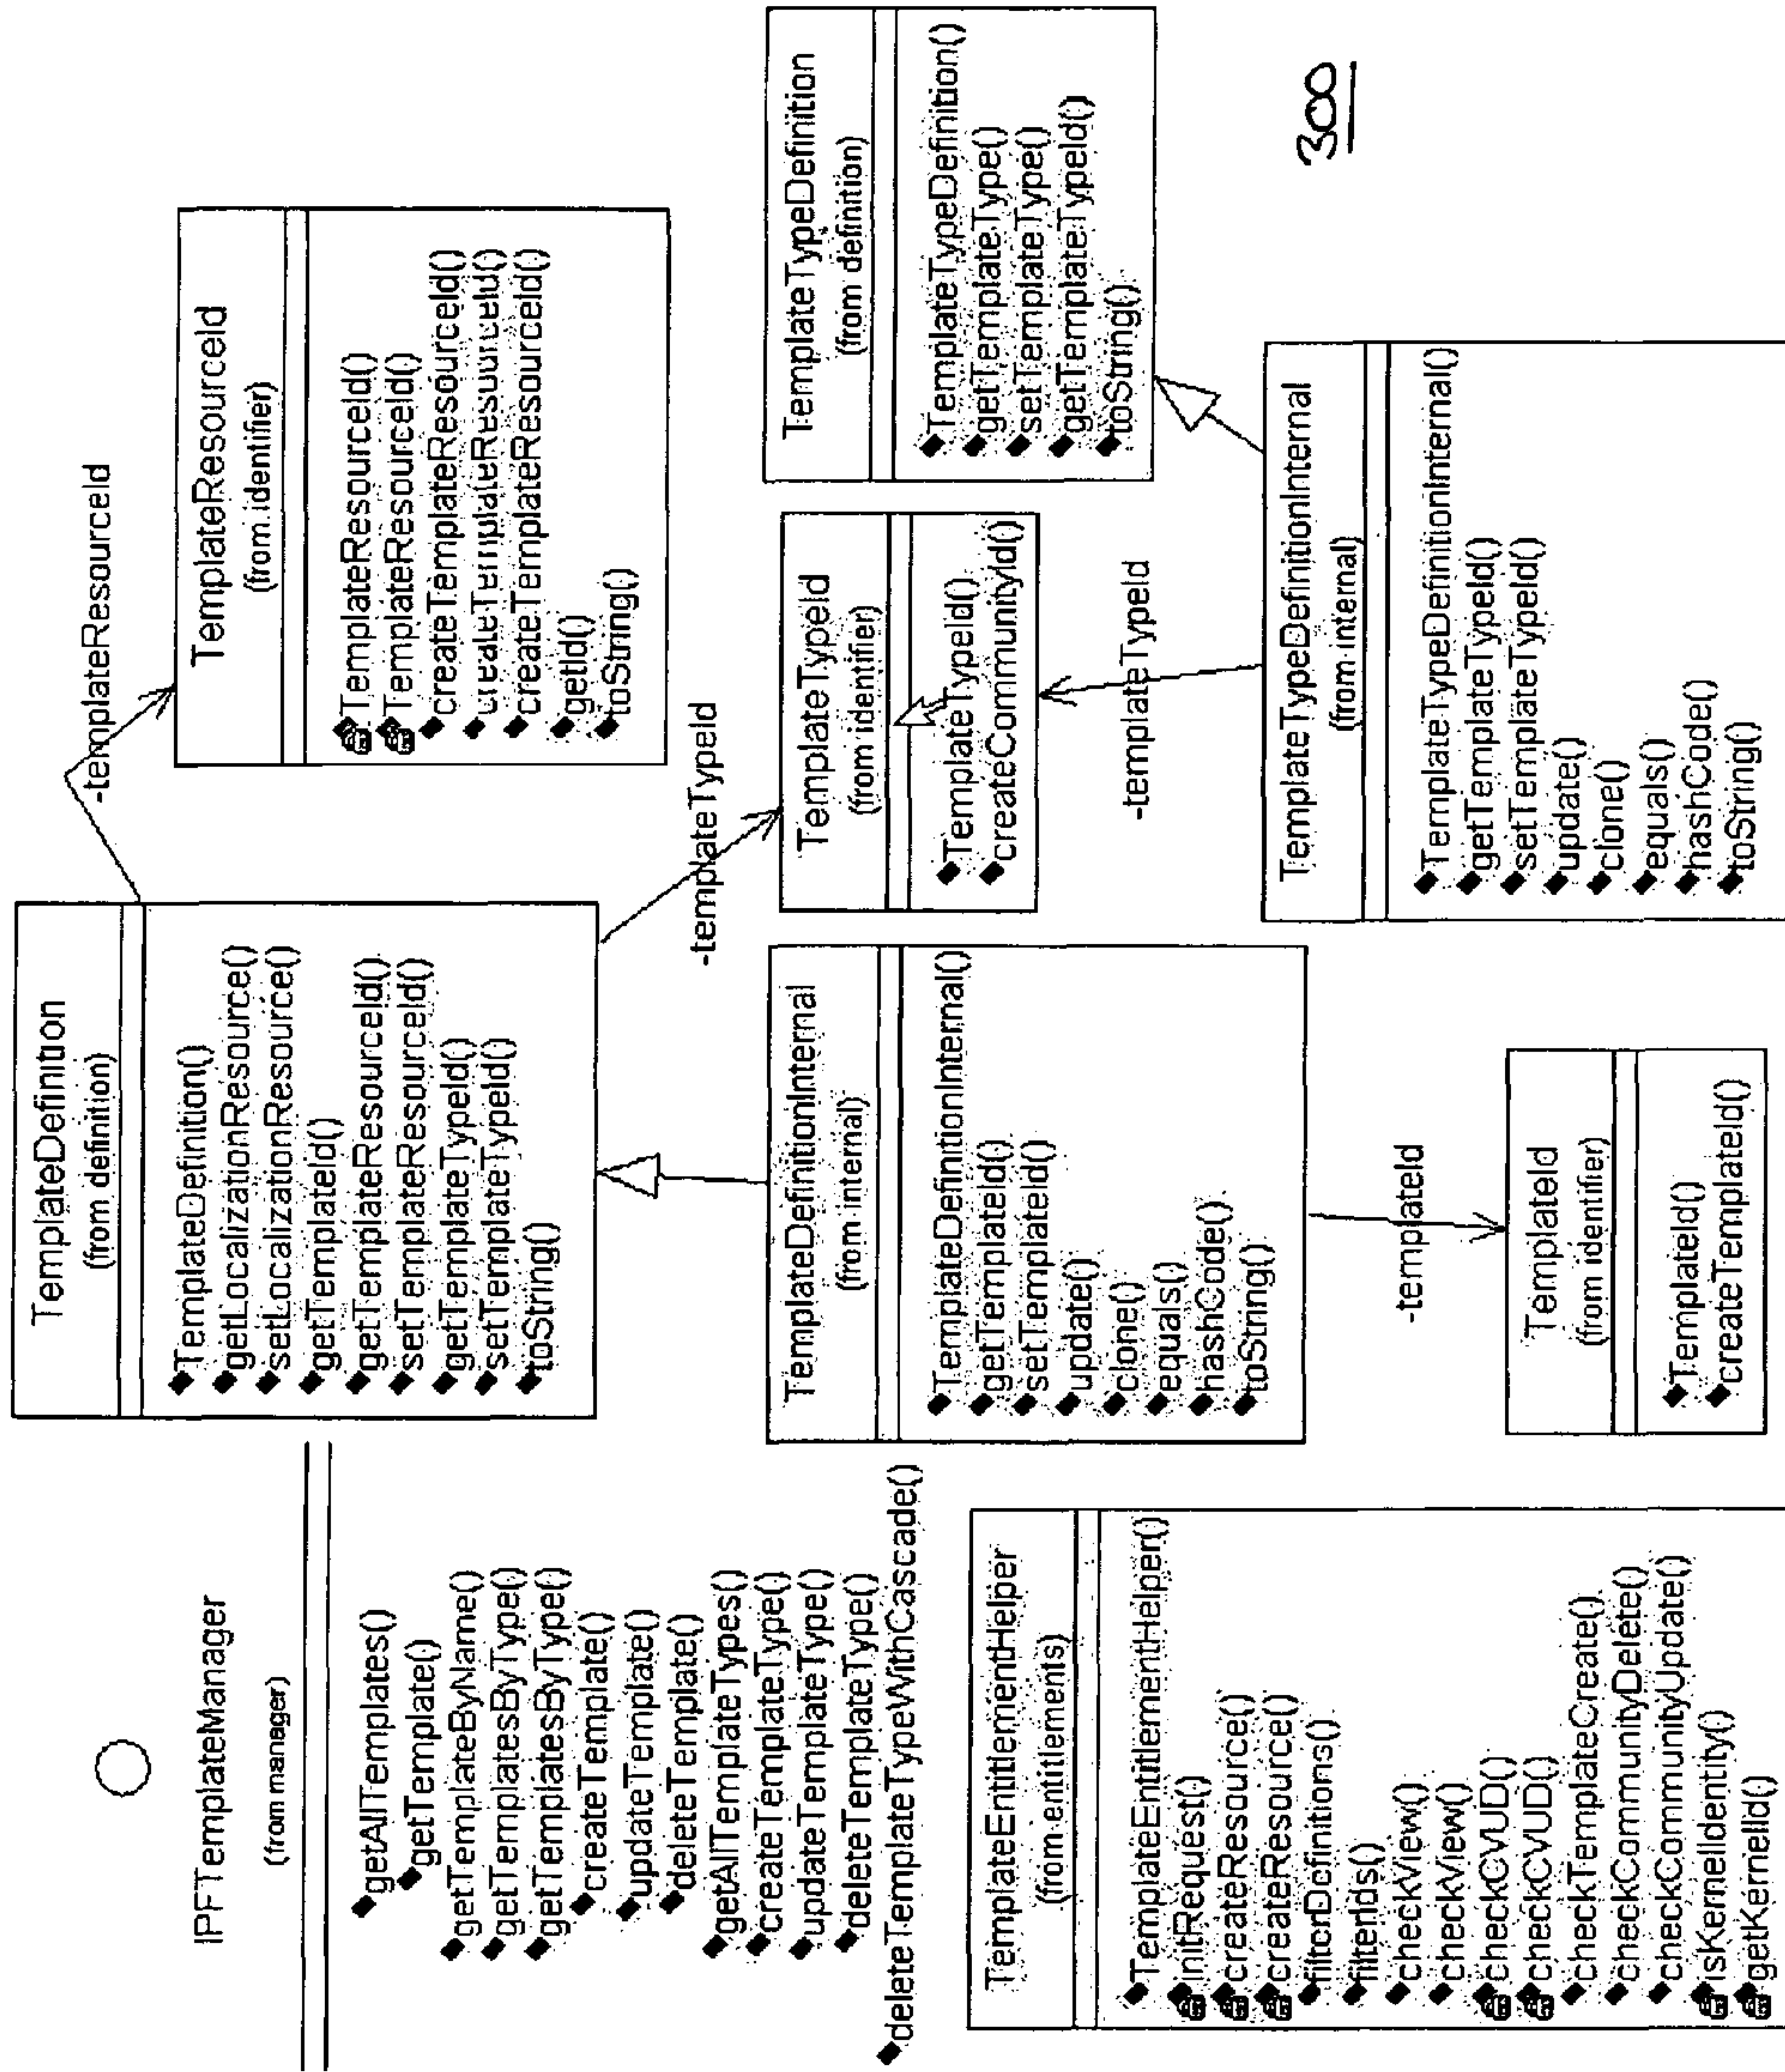 IPFTemplateManager
(from manager)
getAllTemplates()
getTemplate()
getTemplateByName()
getTemplatesByType()
getTemplatesByType()
createTemplate()
updateTemplate()
deleteTemplate()
getAllTemplateTypes()
createTemplateType()
updateTemplateType()
deleteTemplateType()
deleteTemplateTypeWithCascade()
TemplateDefinition
(from definition)
TemplateDefinition()
getLocalizationResource()
setLocalizationResource()
getTemplateId()
getTemplateResourceId()
setTemplateResourceId()
getTemplateTypeId()
setTemplateTypeId()
toString()
-templateResourceId
TemplateResourceId
(from identifier)
TemplateResourceId()
TemplateResourceId()
createTemplateResourceId()
createTemplateResourceId()
createTemplateResourceId()
getId()
toString()
-templateTypeId
TemplateEntitlementHelper
(from entitlements)
TemplateEntitlementHelper()
initRequest()
createResource()
createResource()
filterDefinitions()
filterIds()
checkView()
checkView()
checkCVUD()
checkCVUD()
checkTemplateCreate()
checkCommunityDelete()
checkCommunityUpdate()
isKernelIdentity()
getKernelId()
TemplateDefinitionInternal
(from internal)
TemplateDefinitionInternal()
getTemplateId()
setTemplateId()
update()
clone()
equals()
hashCode()
toString()
-templateId
TemplateId
(from identifier)
TemplateId()
createTemplateId()
TemplateTypeId
(from identifier)
TemplateTypeId()
createCommunityId()
-templateTypeId
TemplateTypeDefinition
(from definition)
TemplateTypeDefinition()
getTemplateType()
setTemplateType()
getTemplateTypeId()
toString()
TemplateTypeDefinitionInternal
(from internal)
TemplateTypeDefinitionInternal()
getTemplateTypeId()
setTemplateTypeId()
update()
clone()
equals()
hashCode()
toString()
300